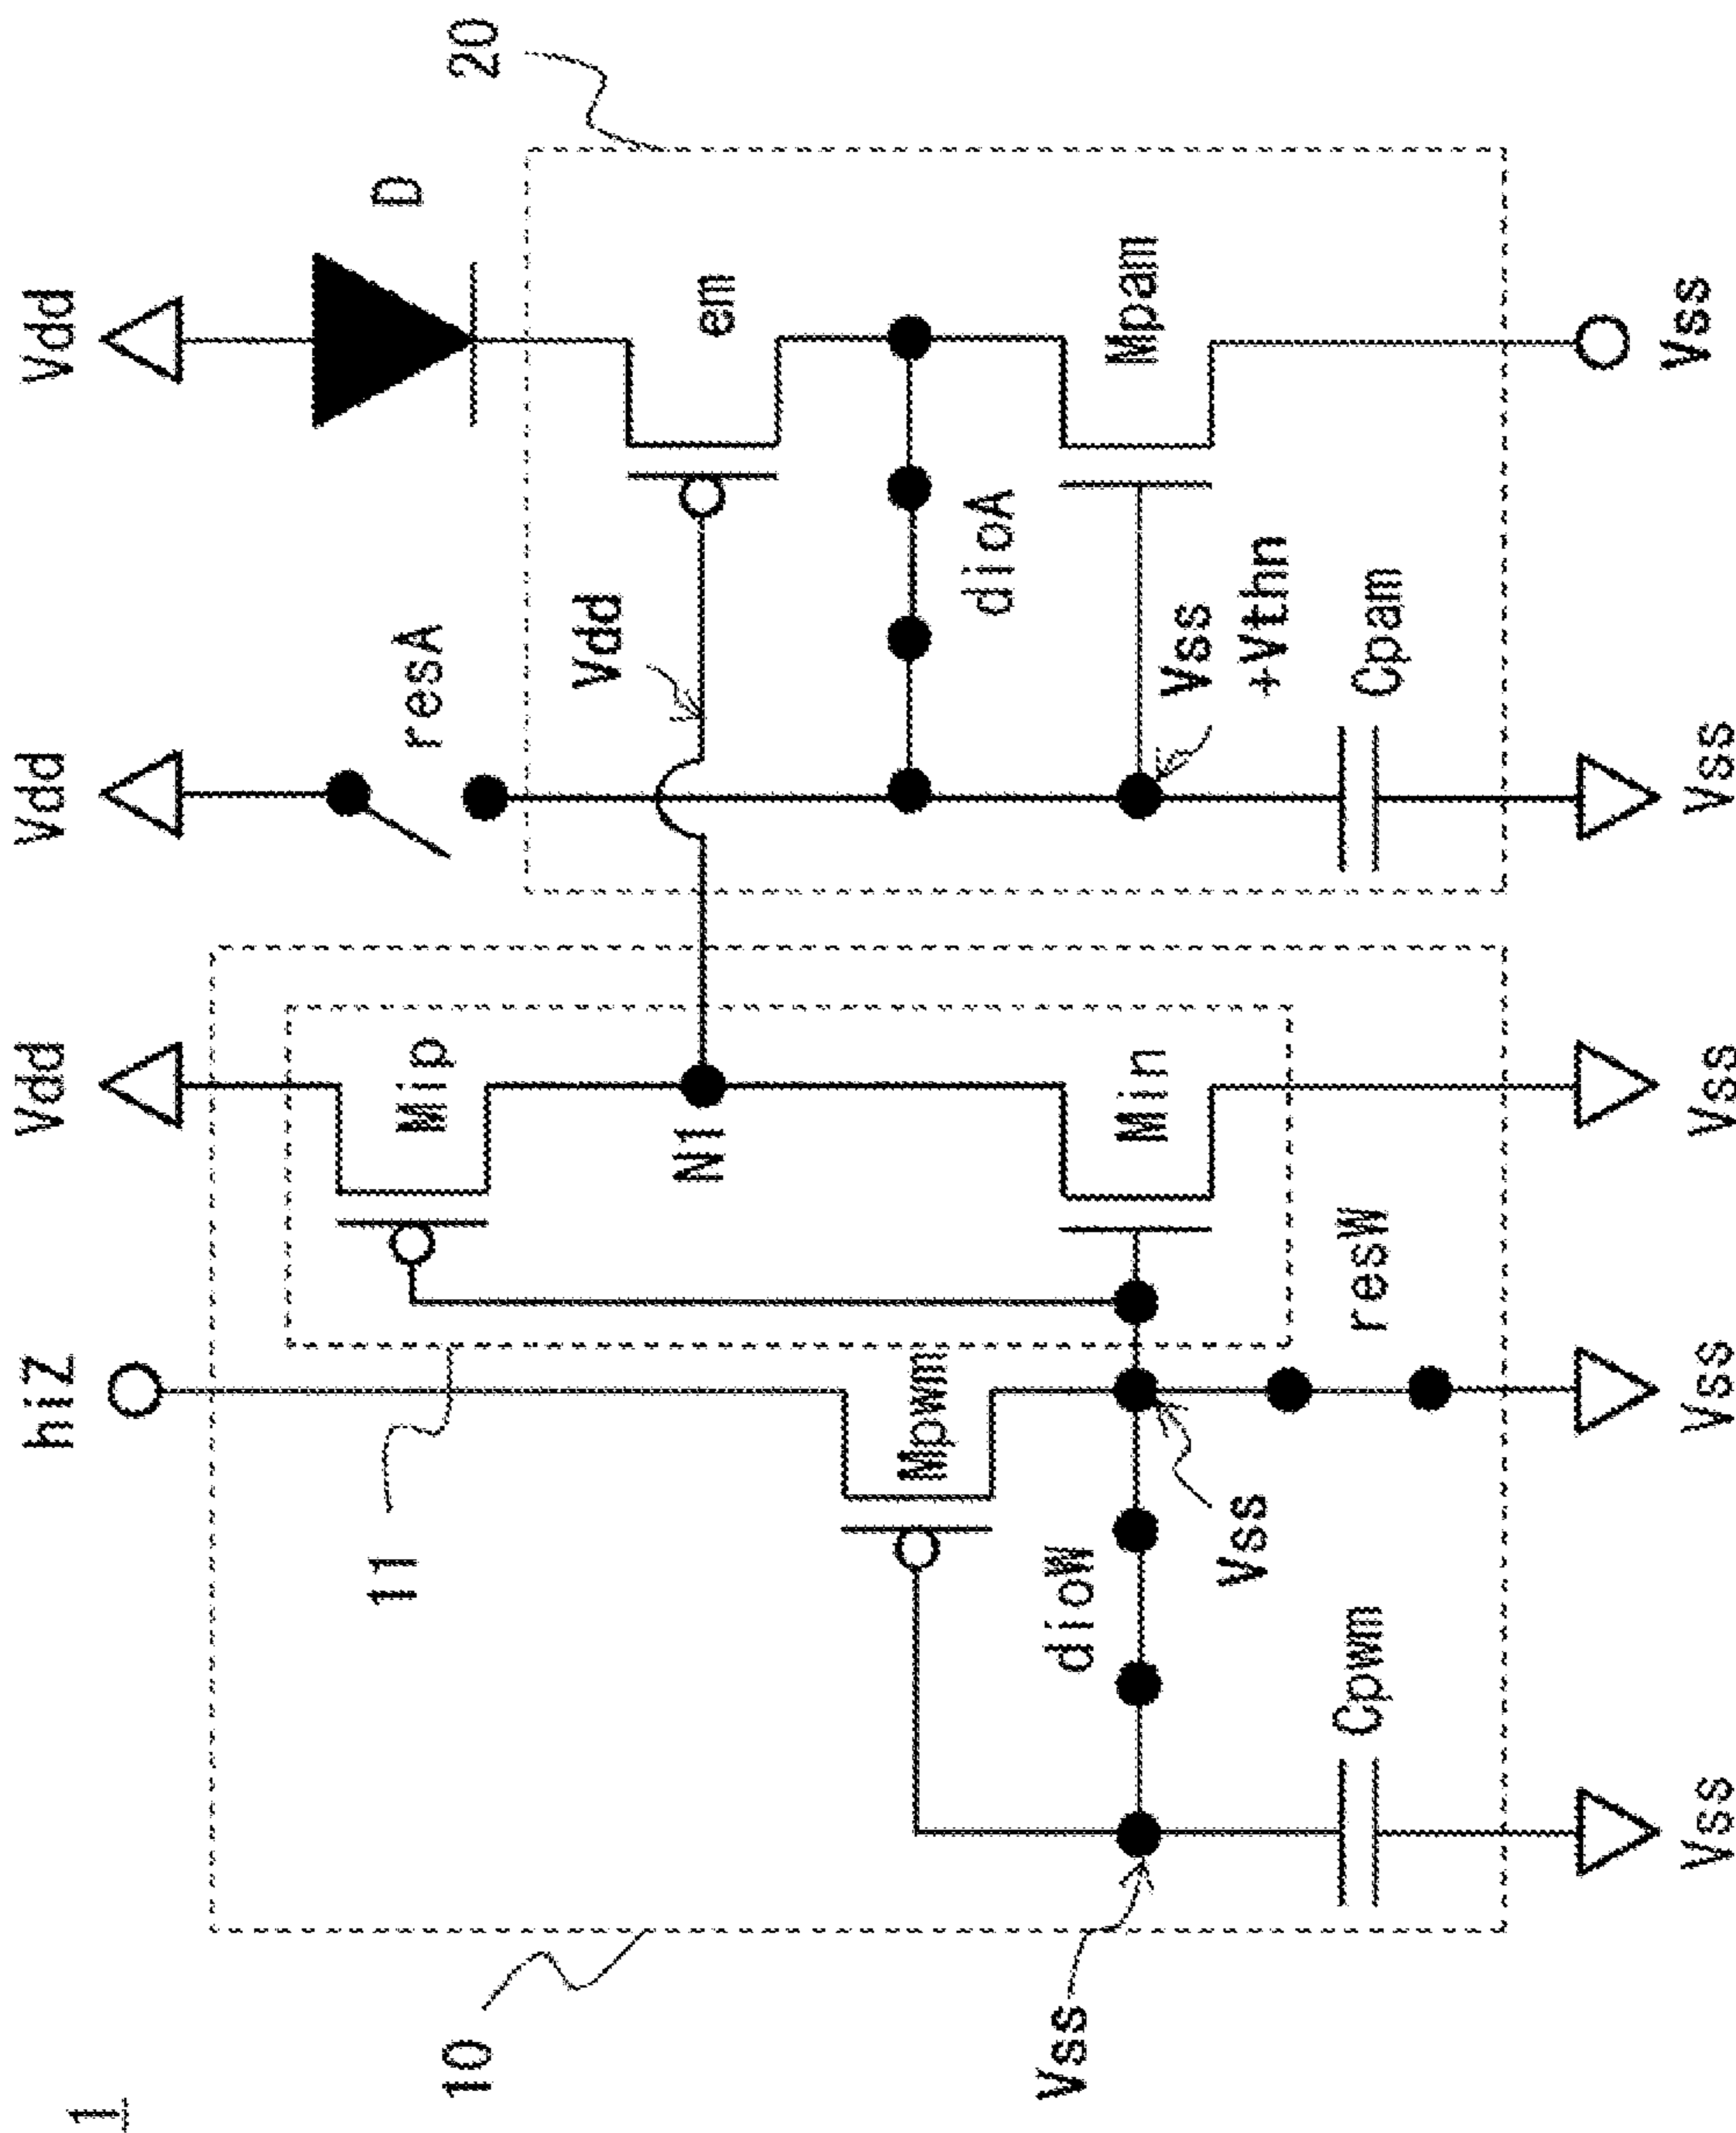 1
hiZ
Vdd
Vdd
Vdd
11
Mip
resA
D
10
20
Vdd
N1
em
Mpwm
dioA
Vss
dioW
Min
Mpam
Vss
+Vthn
Vss
Cpwm
resW
Cpam
Vss
Vss
Vss
Vss
Vss